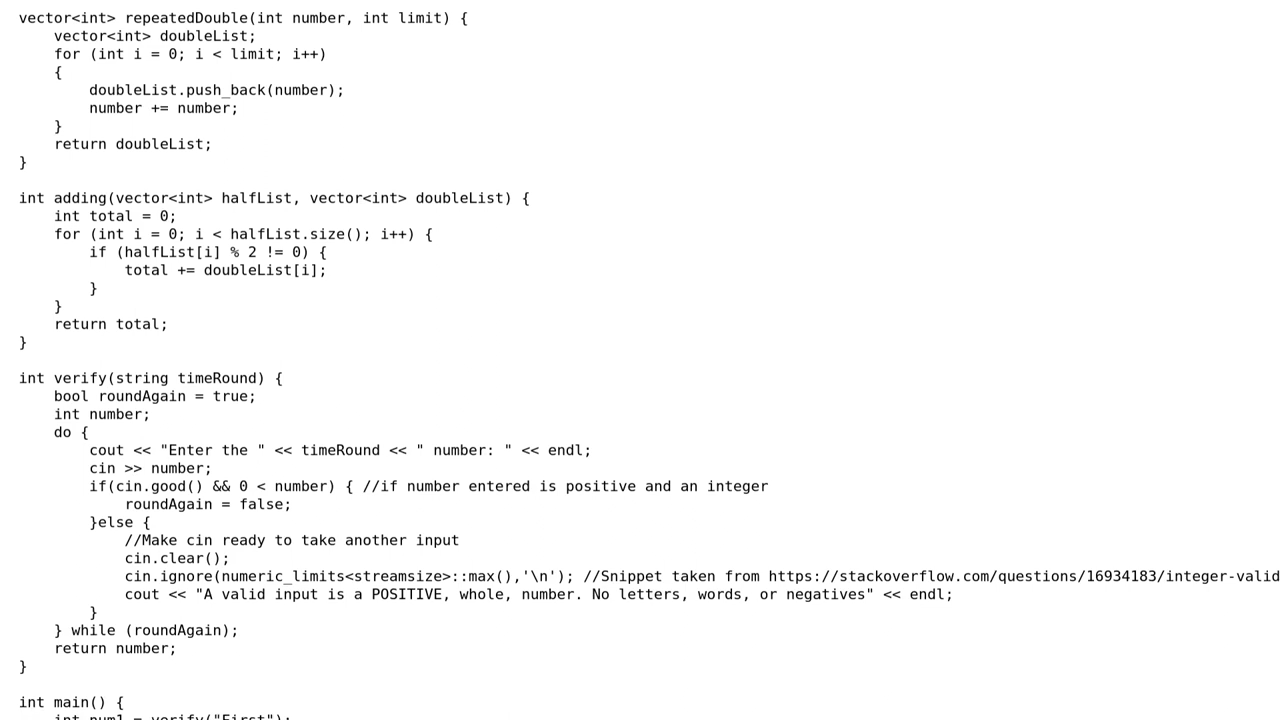 vector<int> repeatedDouble(int number, int limit) {
    vector<int> doubleList;
    for (int i = 0; i < limit; i++)
    {
        doubleList.push_back(number);
        number += number;
    }
    return doubleList;
}

int adding(vector<int> halfList, vector<int> doubleList) {
    int total = 0;
    for (int i = 0; i < halfList.size(); i++) {
        if (halfList[i] % 2 != 0) {
            total += doubleList[i];
        }
    }
    return total;
}

int verify(string timeRound) {
    bool roundAgain = true;
    int number;
    do {
        cout << "Enter the " << timeRound << " number: " << endl;
        cin >> number;
        if(cin.good() && 0 < number) { //if number entered is positive and an integer
            roundAgain = false;
        }else {
            //Make cin ready to take another input
            cin.clear();
            cin.ignore(numeric_limits<streamsize>::max(),'\n'); //Snippet taken from https://stackoverflow.com/questions/16934183/integer-valid
            cout << "A valid input is a POSITIVE, whole, number. No letters, words, or negatives" << endl;
        }
    } while (roundAgain);
    return number;
}

int main() {
    int num1 = verify("First");